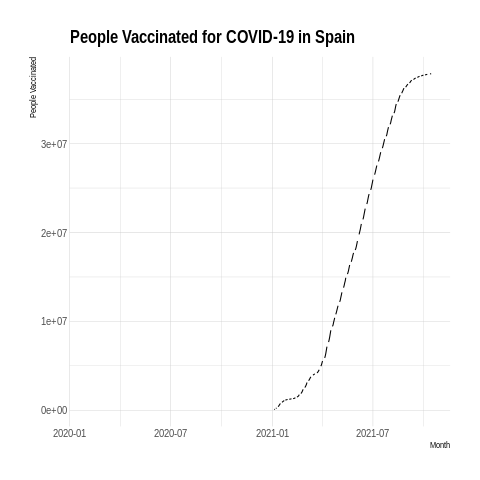 People Vaccinated for COVID-19 in Spain
People Vaccinated
3e+07
2e+07
1e+07
0e+00
2020-01 2020-07 2021-01 2021-07
Month